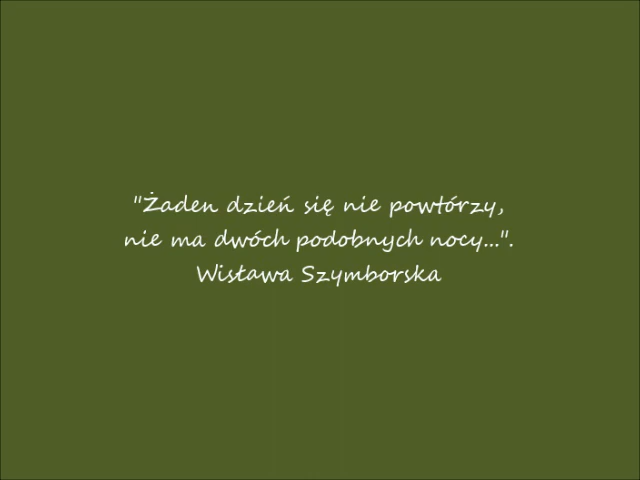 "Żaden dzień się nie powtórzy,
nie ma dwóch podobnych nocy...".
Wisława Szymborska